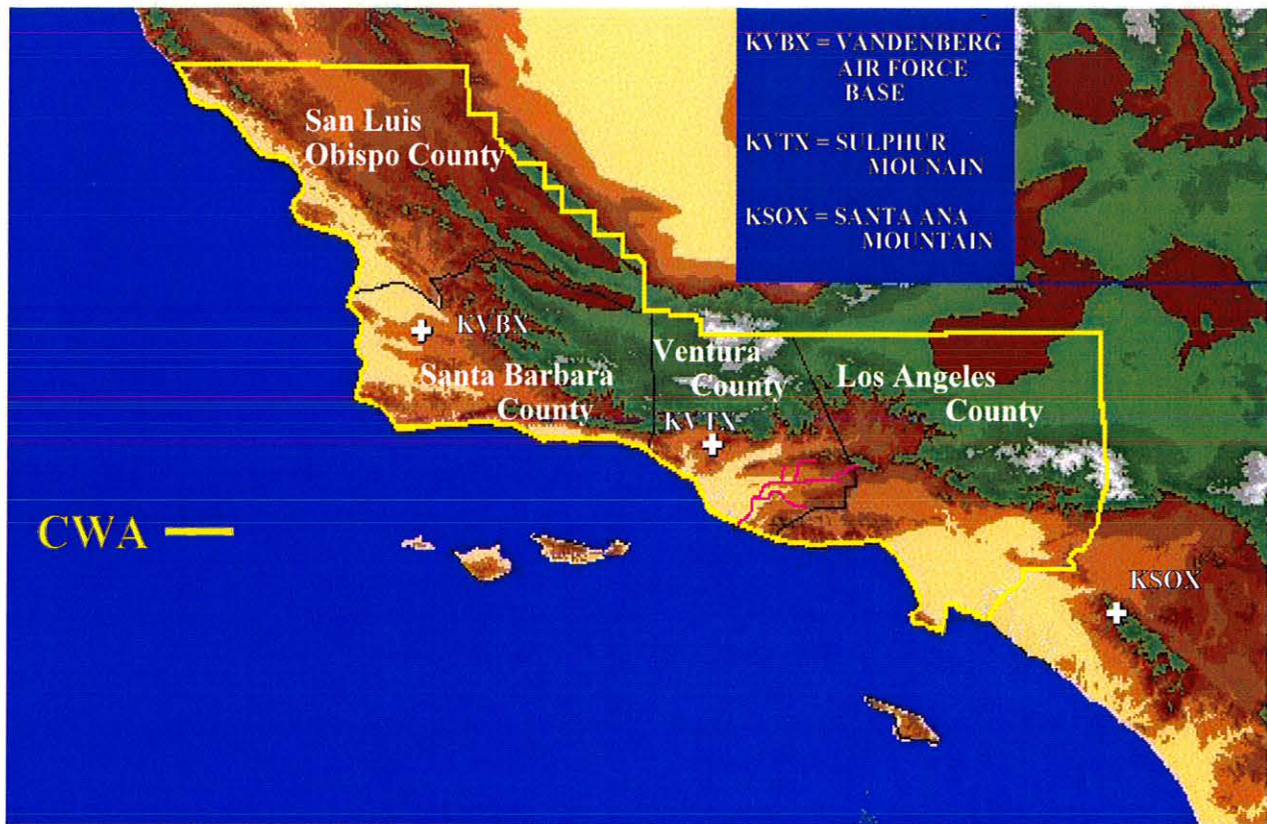 KVBX = VANDENBERG
AIR FORCE
BASE
KVTX = SULPHUR
MOUNAIN
KSOX = SANTA ANA
MOUNTAIN
San Luis
Obispo County
KVBX
Santa Barbara
County
Ventura
County
KVTX
Los Angeles
County
CWA
KSOX